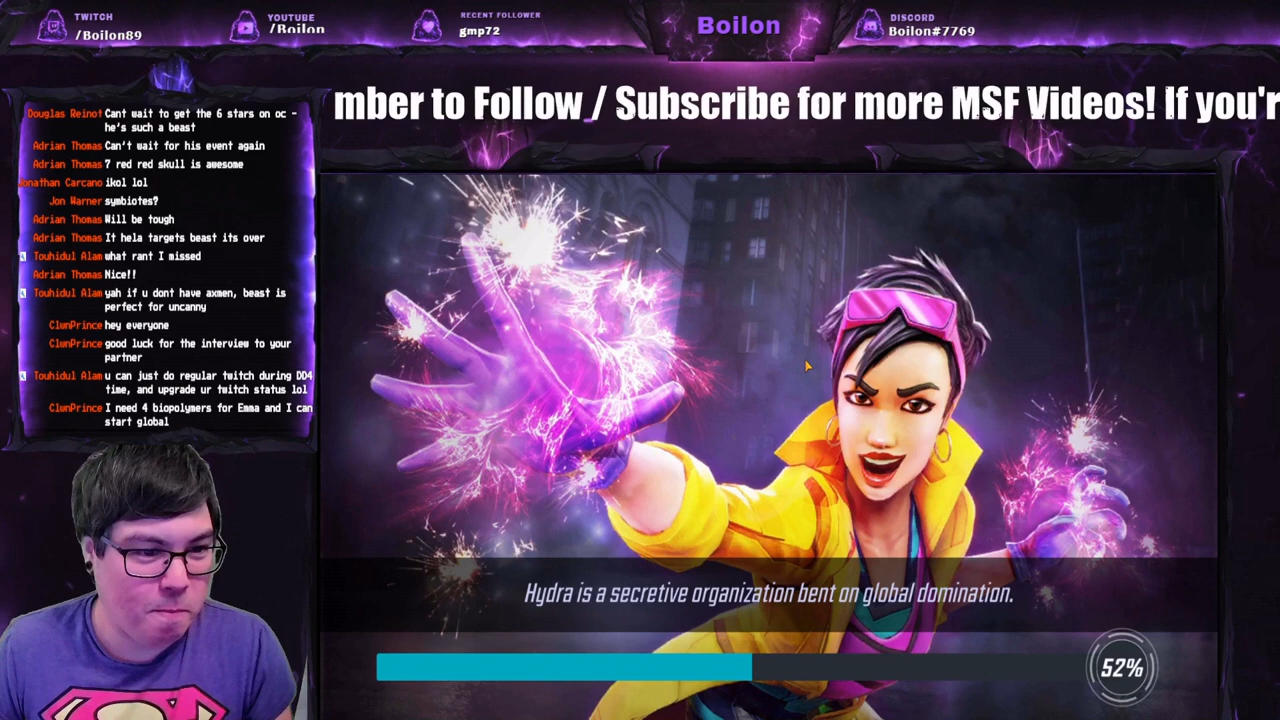 TWITCH
/Boilon89
YOUTUBE
/Boilon
RECENT FOLLOWER
gmp72
Boilon
DISCORD
Boilon#7769
mber to Follow / Subscribe for more MSF Videos! If you'r
Douglas Reinot Cant wait to get the 6 stars on oc -
he's such a beast
Adrian Thomas Can't wait for his event again
Adrian Thomas 7 red red skull is awesome
Jonathan Carcano ikol lol
Jon Warner symbiotes?
Adrian Thomas Will be tough
Adrian Thomas It hela targets beast its over
Touhidul Alam what rant I missed
Adrian Thomas Nice!!
Touhidul Alam yah if u dont have axmen, beast is
perfect for uncanny
ClwnPrince hey everyone
ClwnPrince good luck for the interview to your
partner
Touhidul Alam u can just do regular twitch during DD4
time, and upgrade ur twitch status lol
ClwnPrince I need 4 biopolymers for Emma and I can
start global
Hydra is a secretive organization bent on global domination.
52%